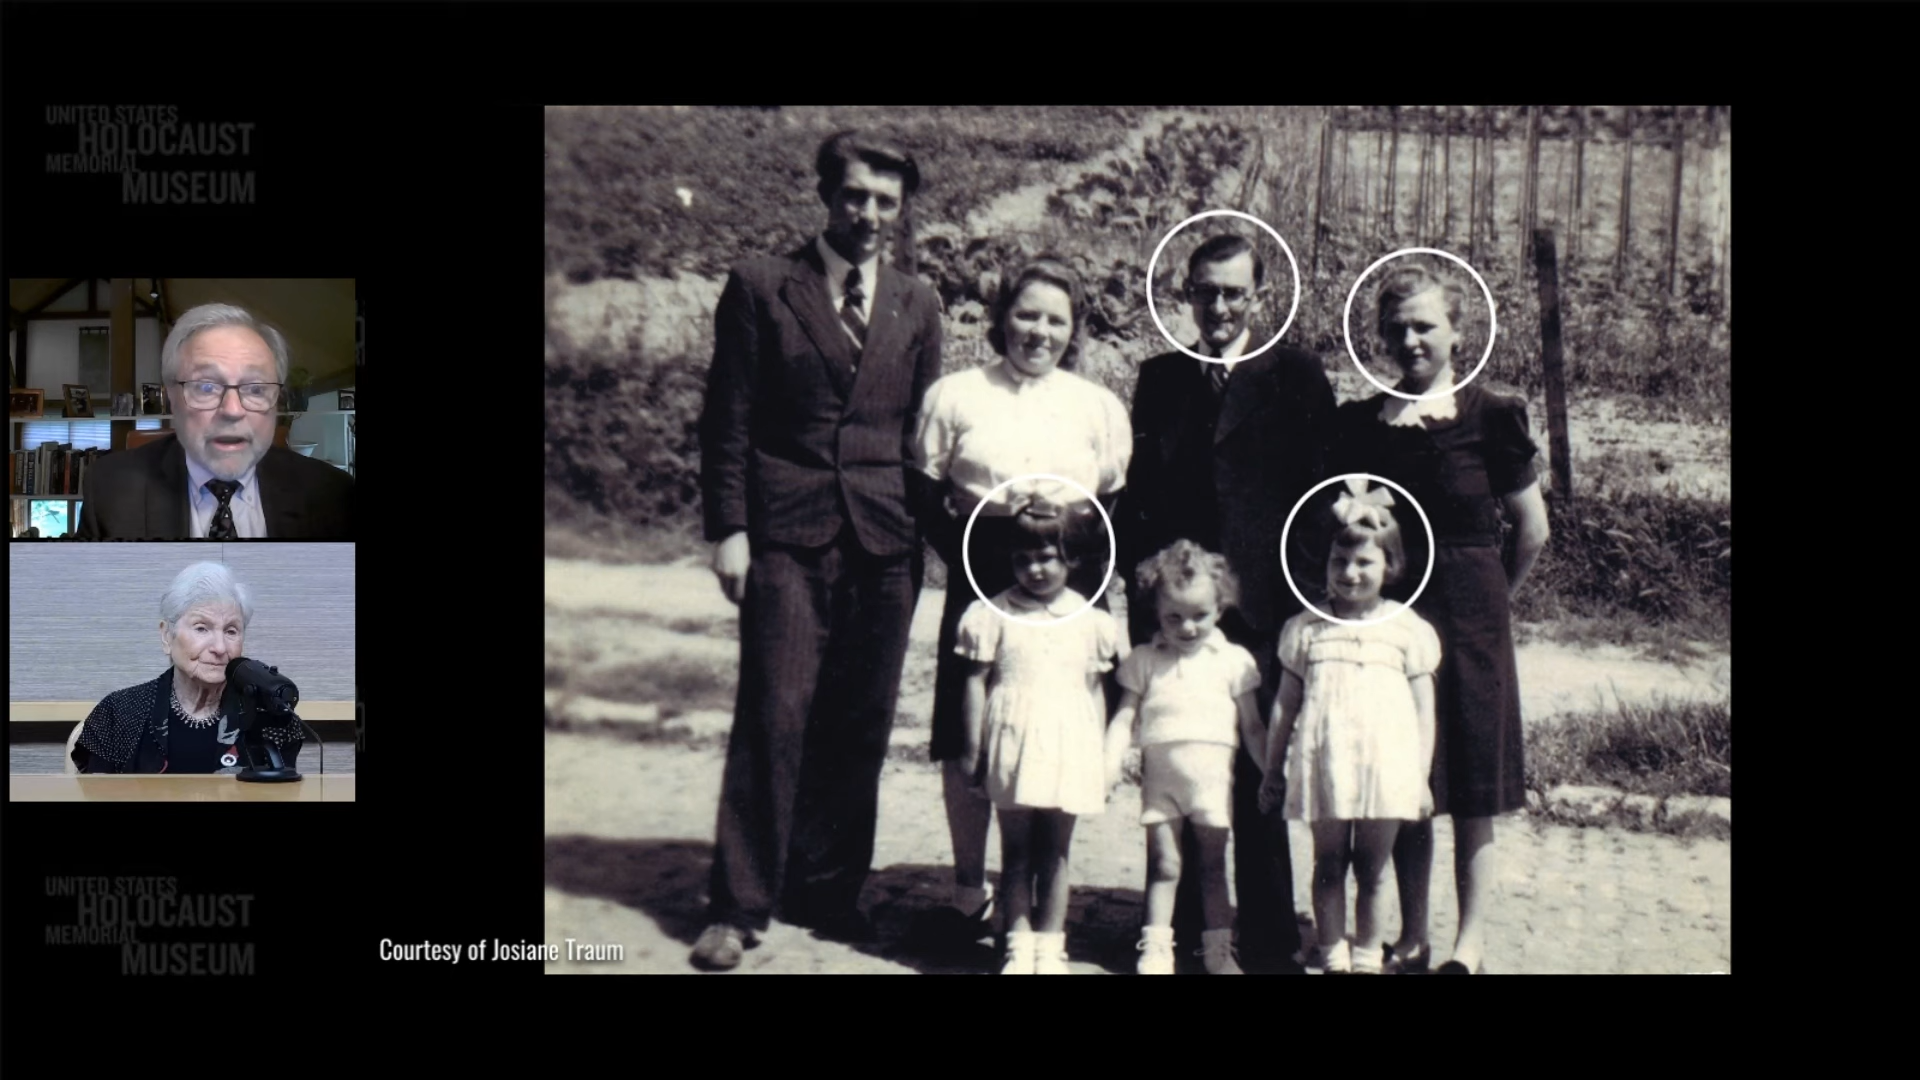 UNITED STATES
HOLOCAUST
MEMORIAL
MUSEUM
Courtesy of Josiane Traum
UNITED STATES
HOLOCAUST
MEMORIAL
MUSEUM